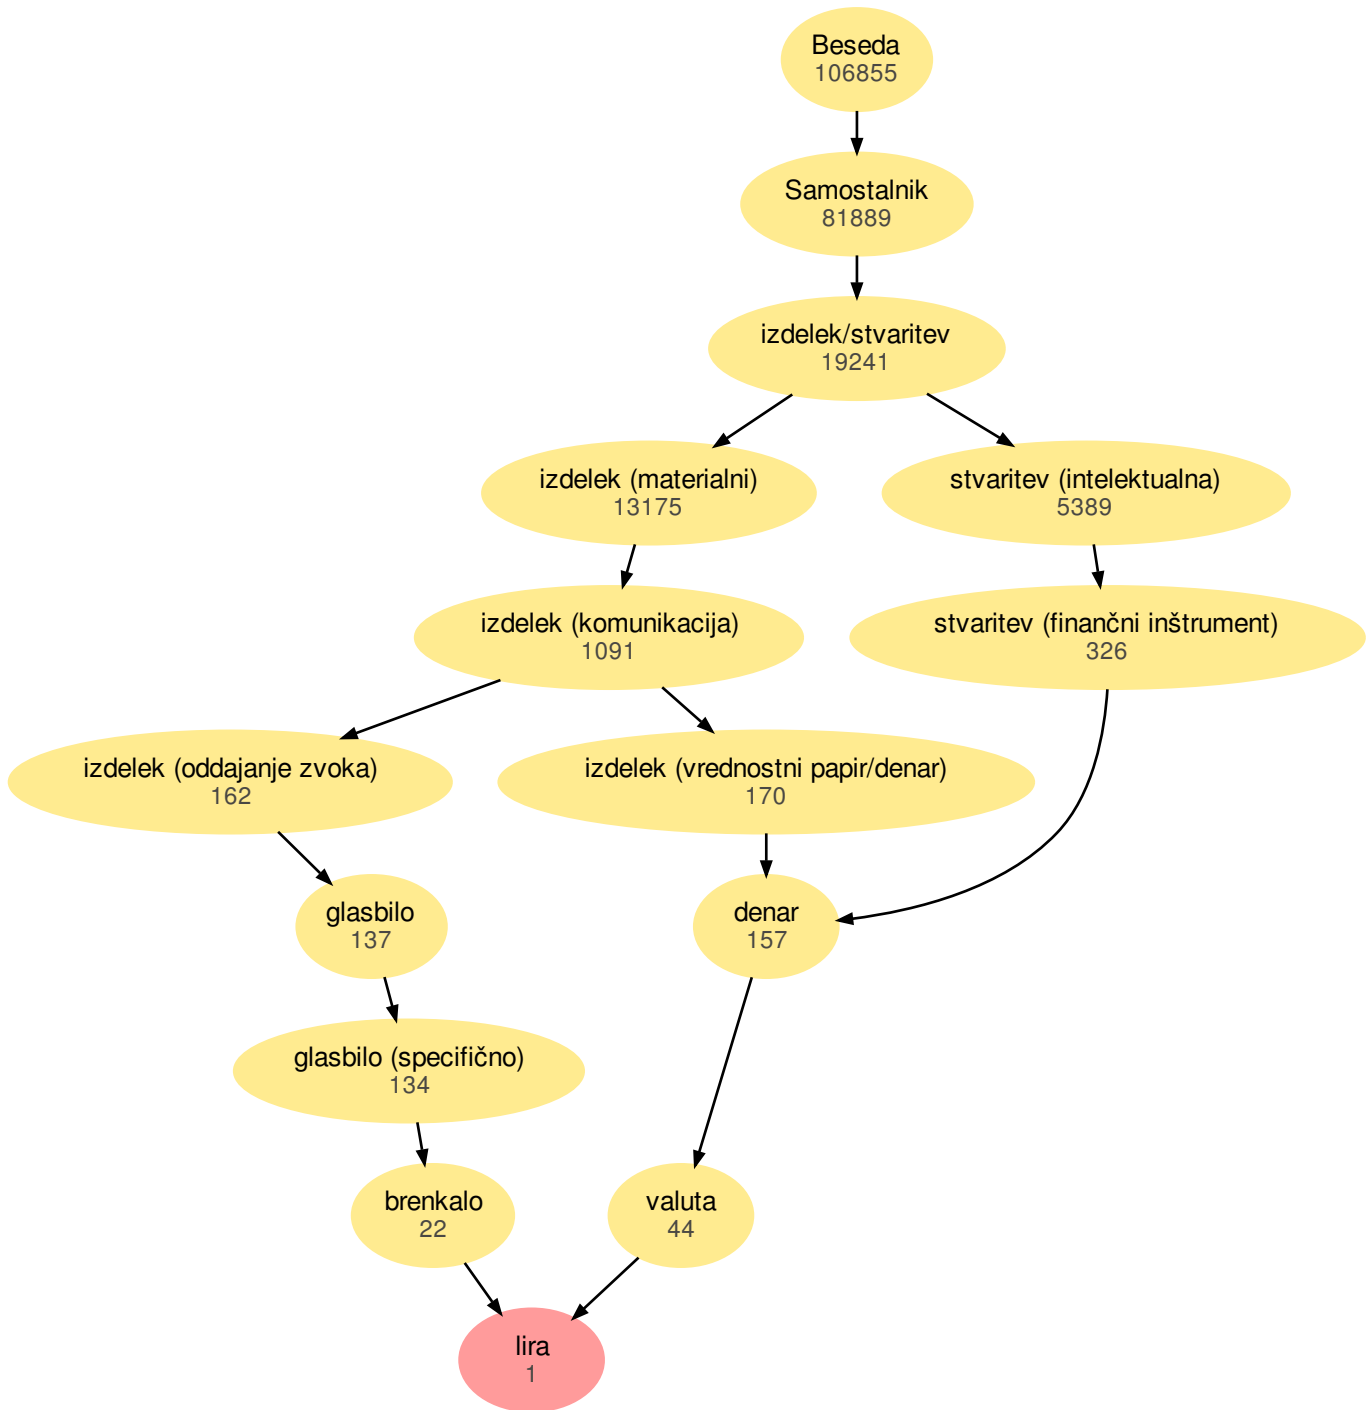 Beseda
106855
Samostalnik
81889
izdelek/stvaritev
19241
izdelek (materialni)
13175
stvaritev (intelektualna)
5389
izdelek (komunikacija)
1091
stvaritev (finančni inštrument)
326
izdelek (oddajanje zvoka)
162
izdelek (vrednostni papir/denar)
170
glasbilo
137
denar
157
glasbilo (specifično)
134
brenkalo
22
valuta
44
lira
1